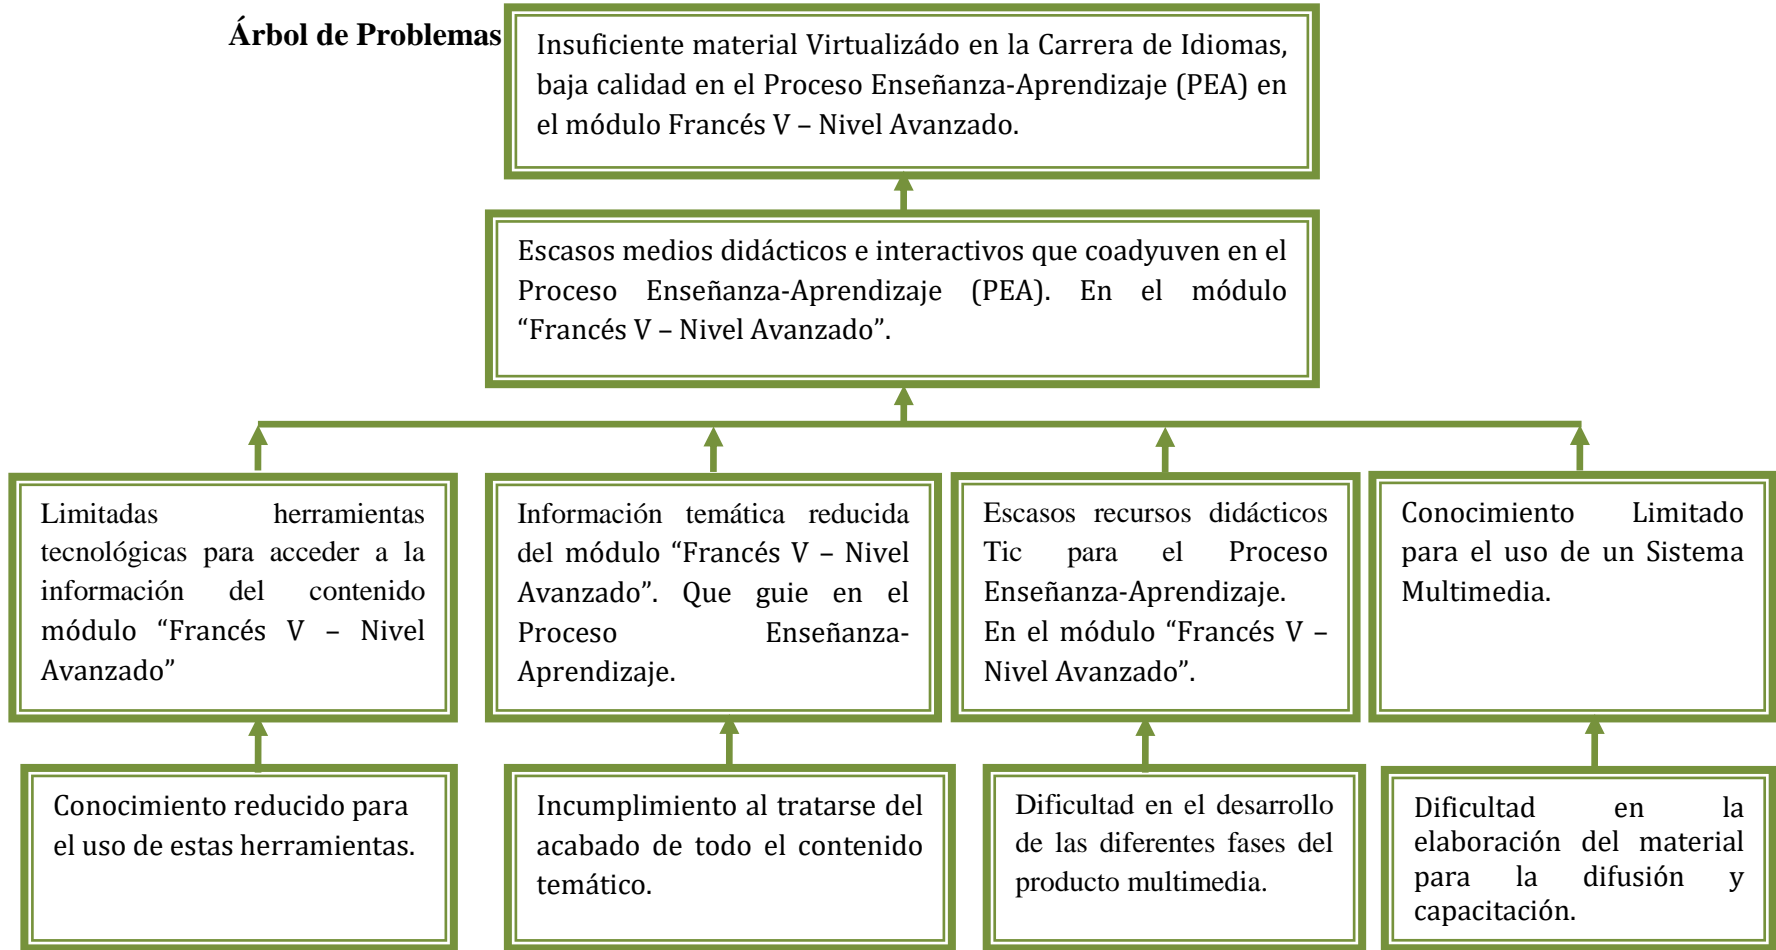 Árbol de Problemas
Insuficiente material Virtualizádo en la Carrera de Idiomas,
baja calidad en el Proceso Enseñanza-Aprendizaje (PEA) en
el módulo Francés V – Nivel Avanzado.
Escasos medios didácticos e interactivos que coadyuven en el
Proceso Enseñanza-Aprendizaje (PEA). En el módulo
“Francés V – Nivel Avanzado”.
Limitadas herramientas
tecnológicas para acceder a la
información del contenido
módulo “Francés V – Nivel
Avanzado”
Información temática reducida
del módulo “Francés V – Nivel
Avanzado”. Que guie en el
Proceso Enseñanza-
Aprendizaje.
Escasos recursos didácticos
Tic para el Proceso
Enseñanza-Aprendizaje.
En el módulo “Francés V –
Nivel Avanzado”.
Conocimiento Limitado
para el uso de un Sistema
Multimedia.
Conocimiento reducido para
el uso de estas herramientas.
Incumplimiento al tratarse del
acabado de todo el contenido
temático.
Dificultad en el desarrollo
de las diferentes fases del
producto multimedia.
Dificultad en la
elaboración del material
para la difusión y
capacitación.